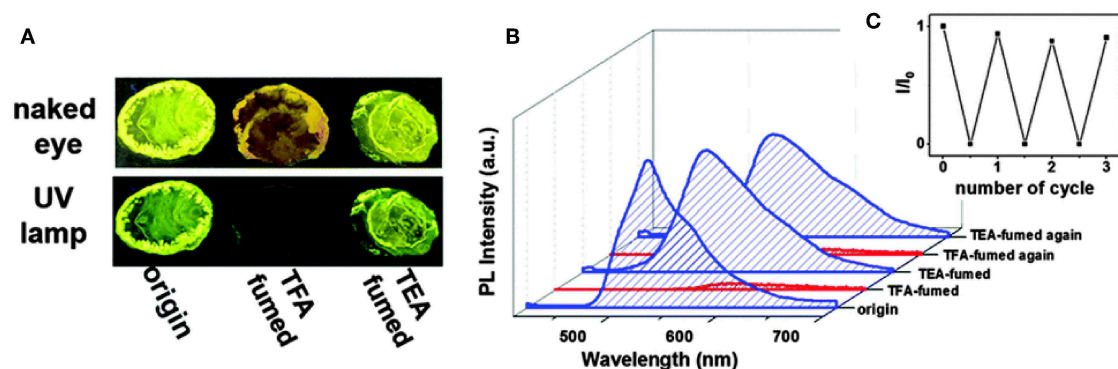 A
naked
eye
UV
lamp
origin
TFA
fumed
TEA
fumed
B
PL Intensity (a.u.)
500
600
700
Wavelength (nm)
TEA-fumed again
TFA-fumed again
TEA-fumed
TFA-fumed
origin
C
I/I0
1
0
0
1
2
3
number of cycle